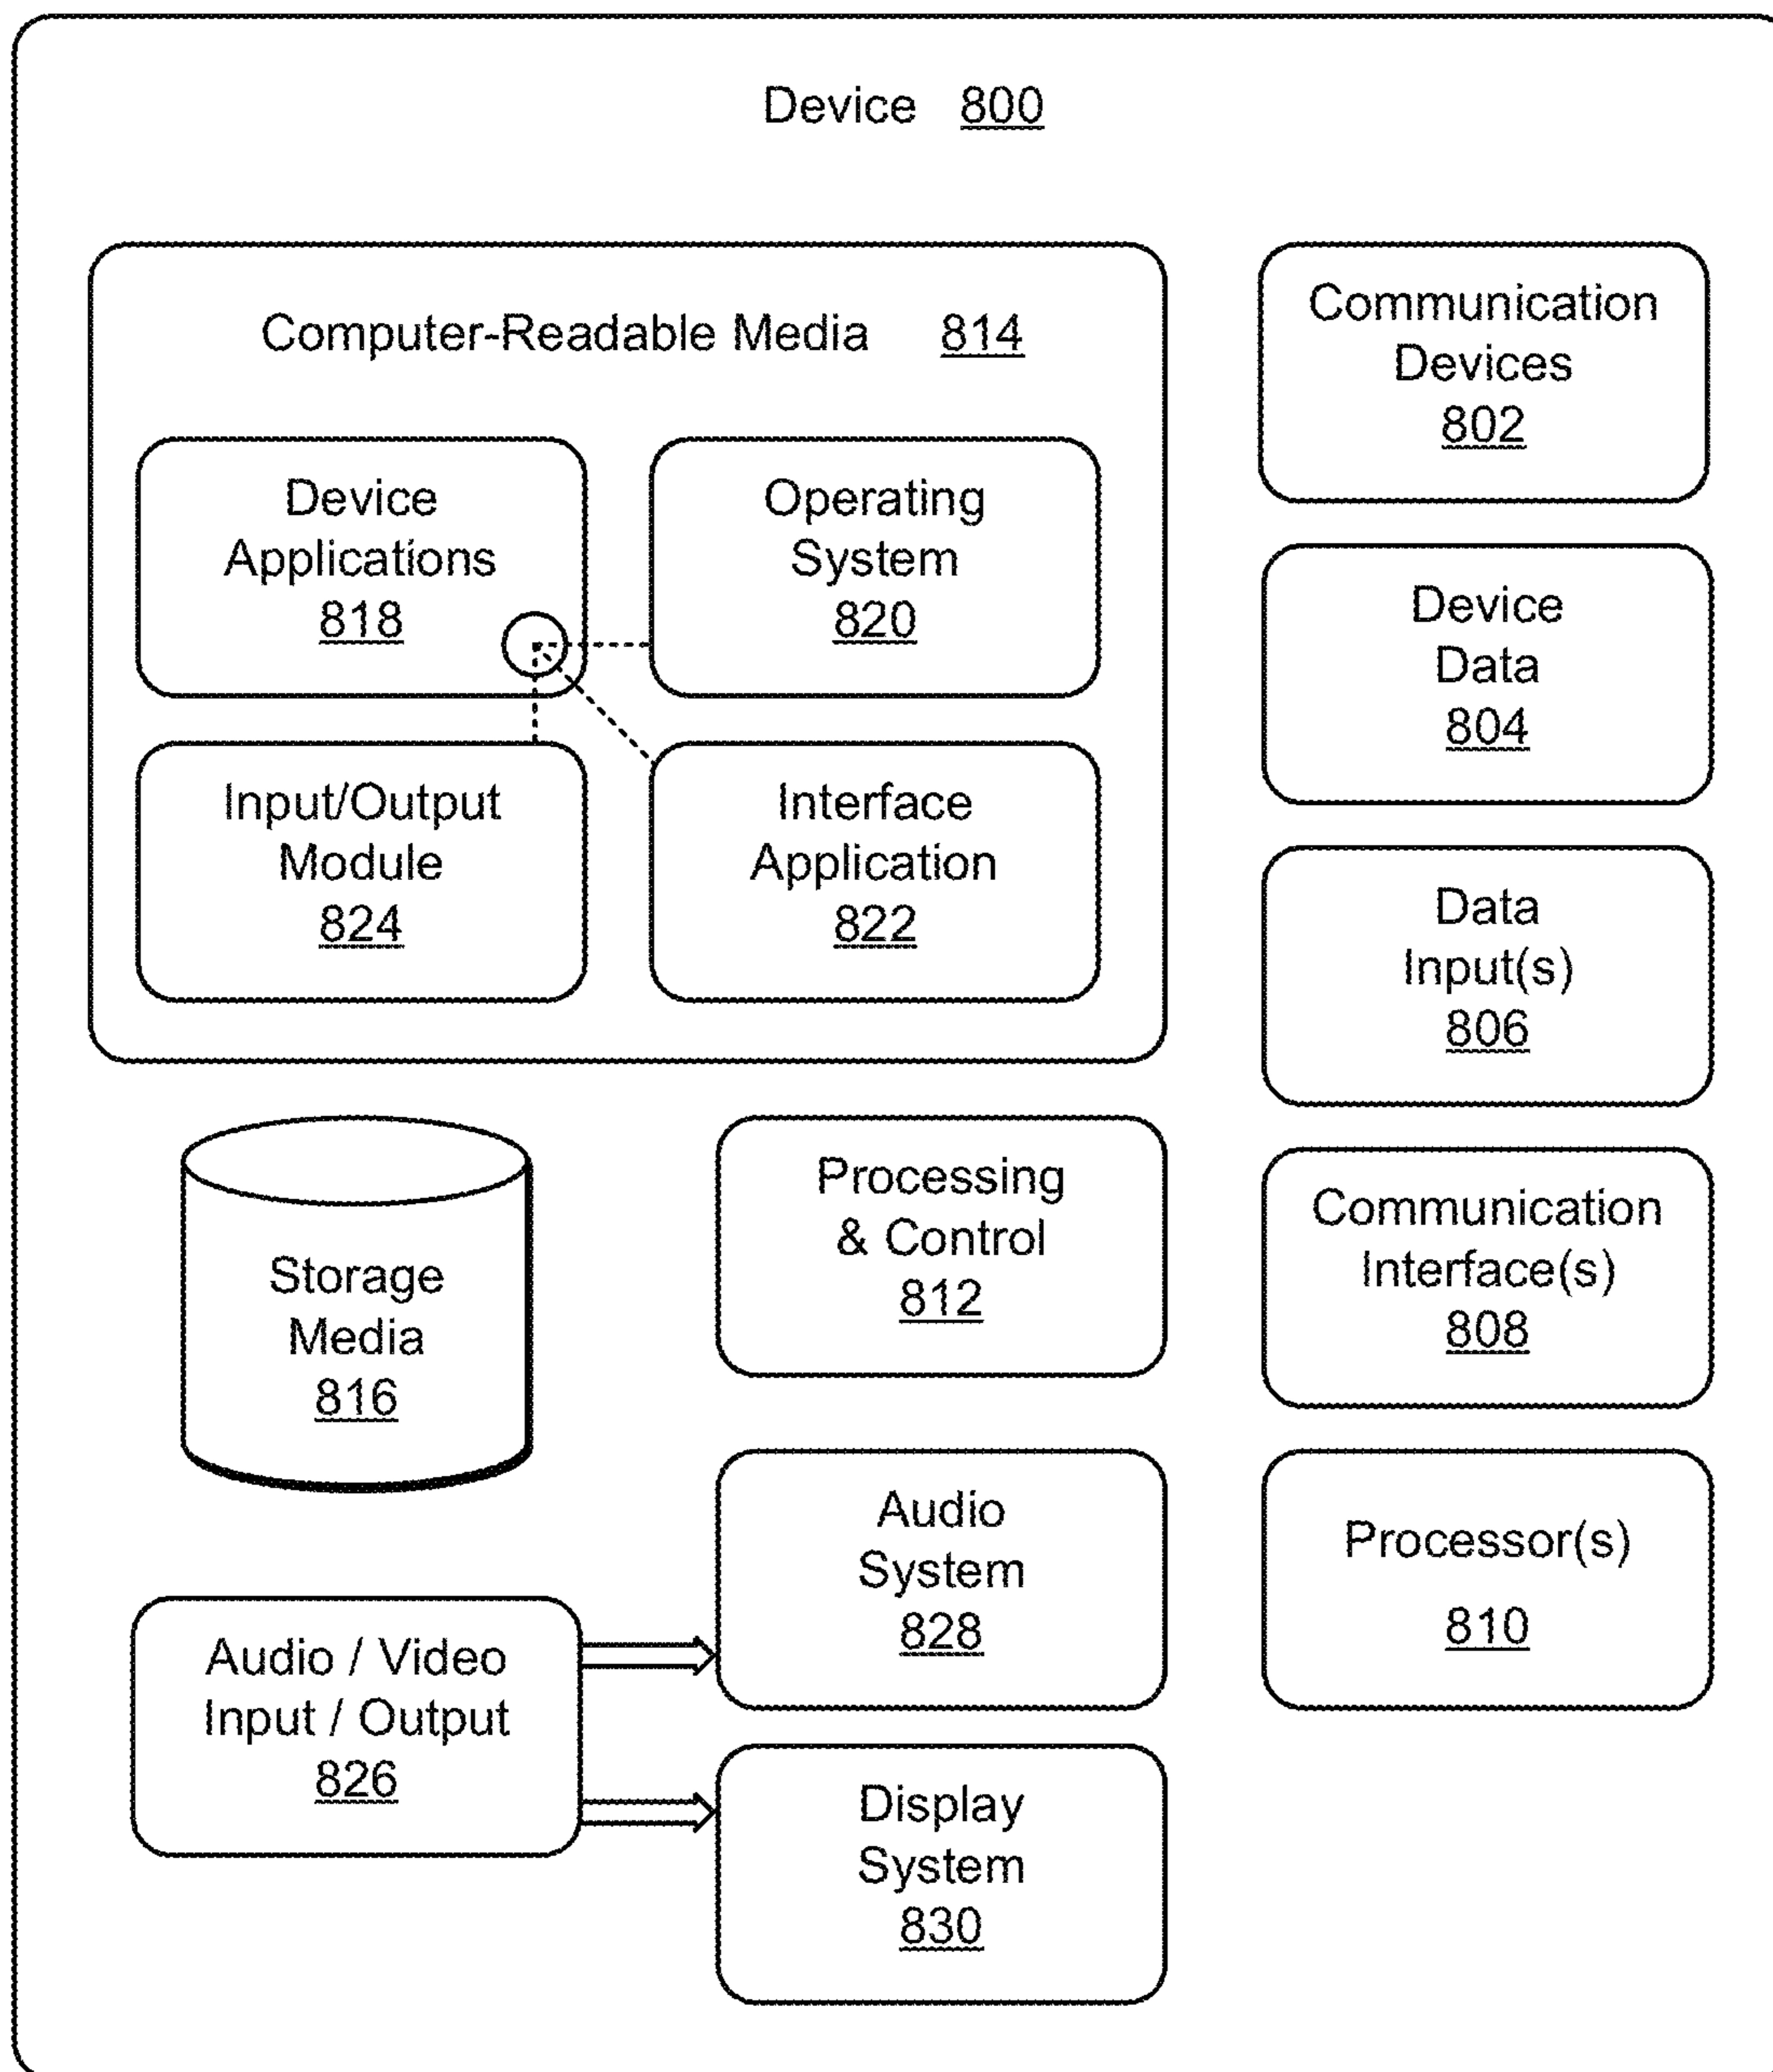 Device 800
Computer-Readable Media 814
Device
Applications
818
Operating
System
820
Input/Output
Module
824
Interface
Application
822
Communication
Devices
802
Device
Data
804
Data
Input(s)
806
Communication
Interface(s)
808
Processor(s)
810
Storage
Media
816
Processing
& Control
812
Audio / Video
Input / Output
826
Audio
System
828
Display
System
830